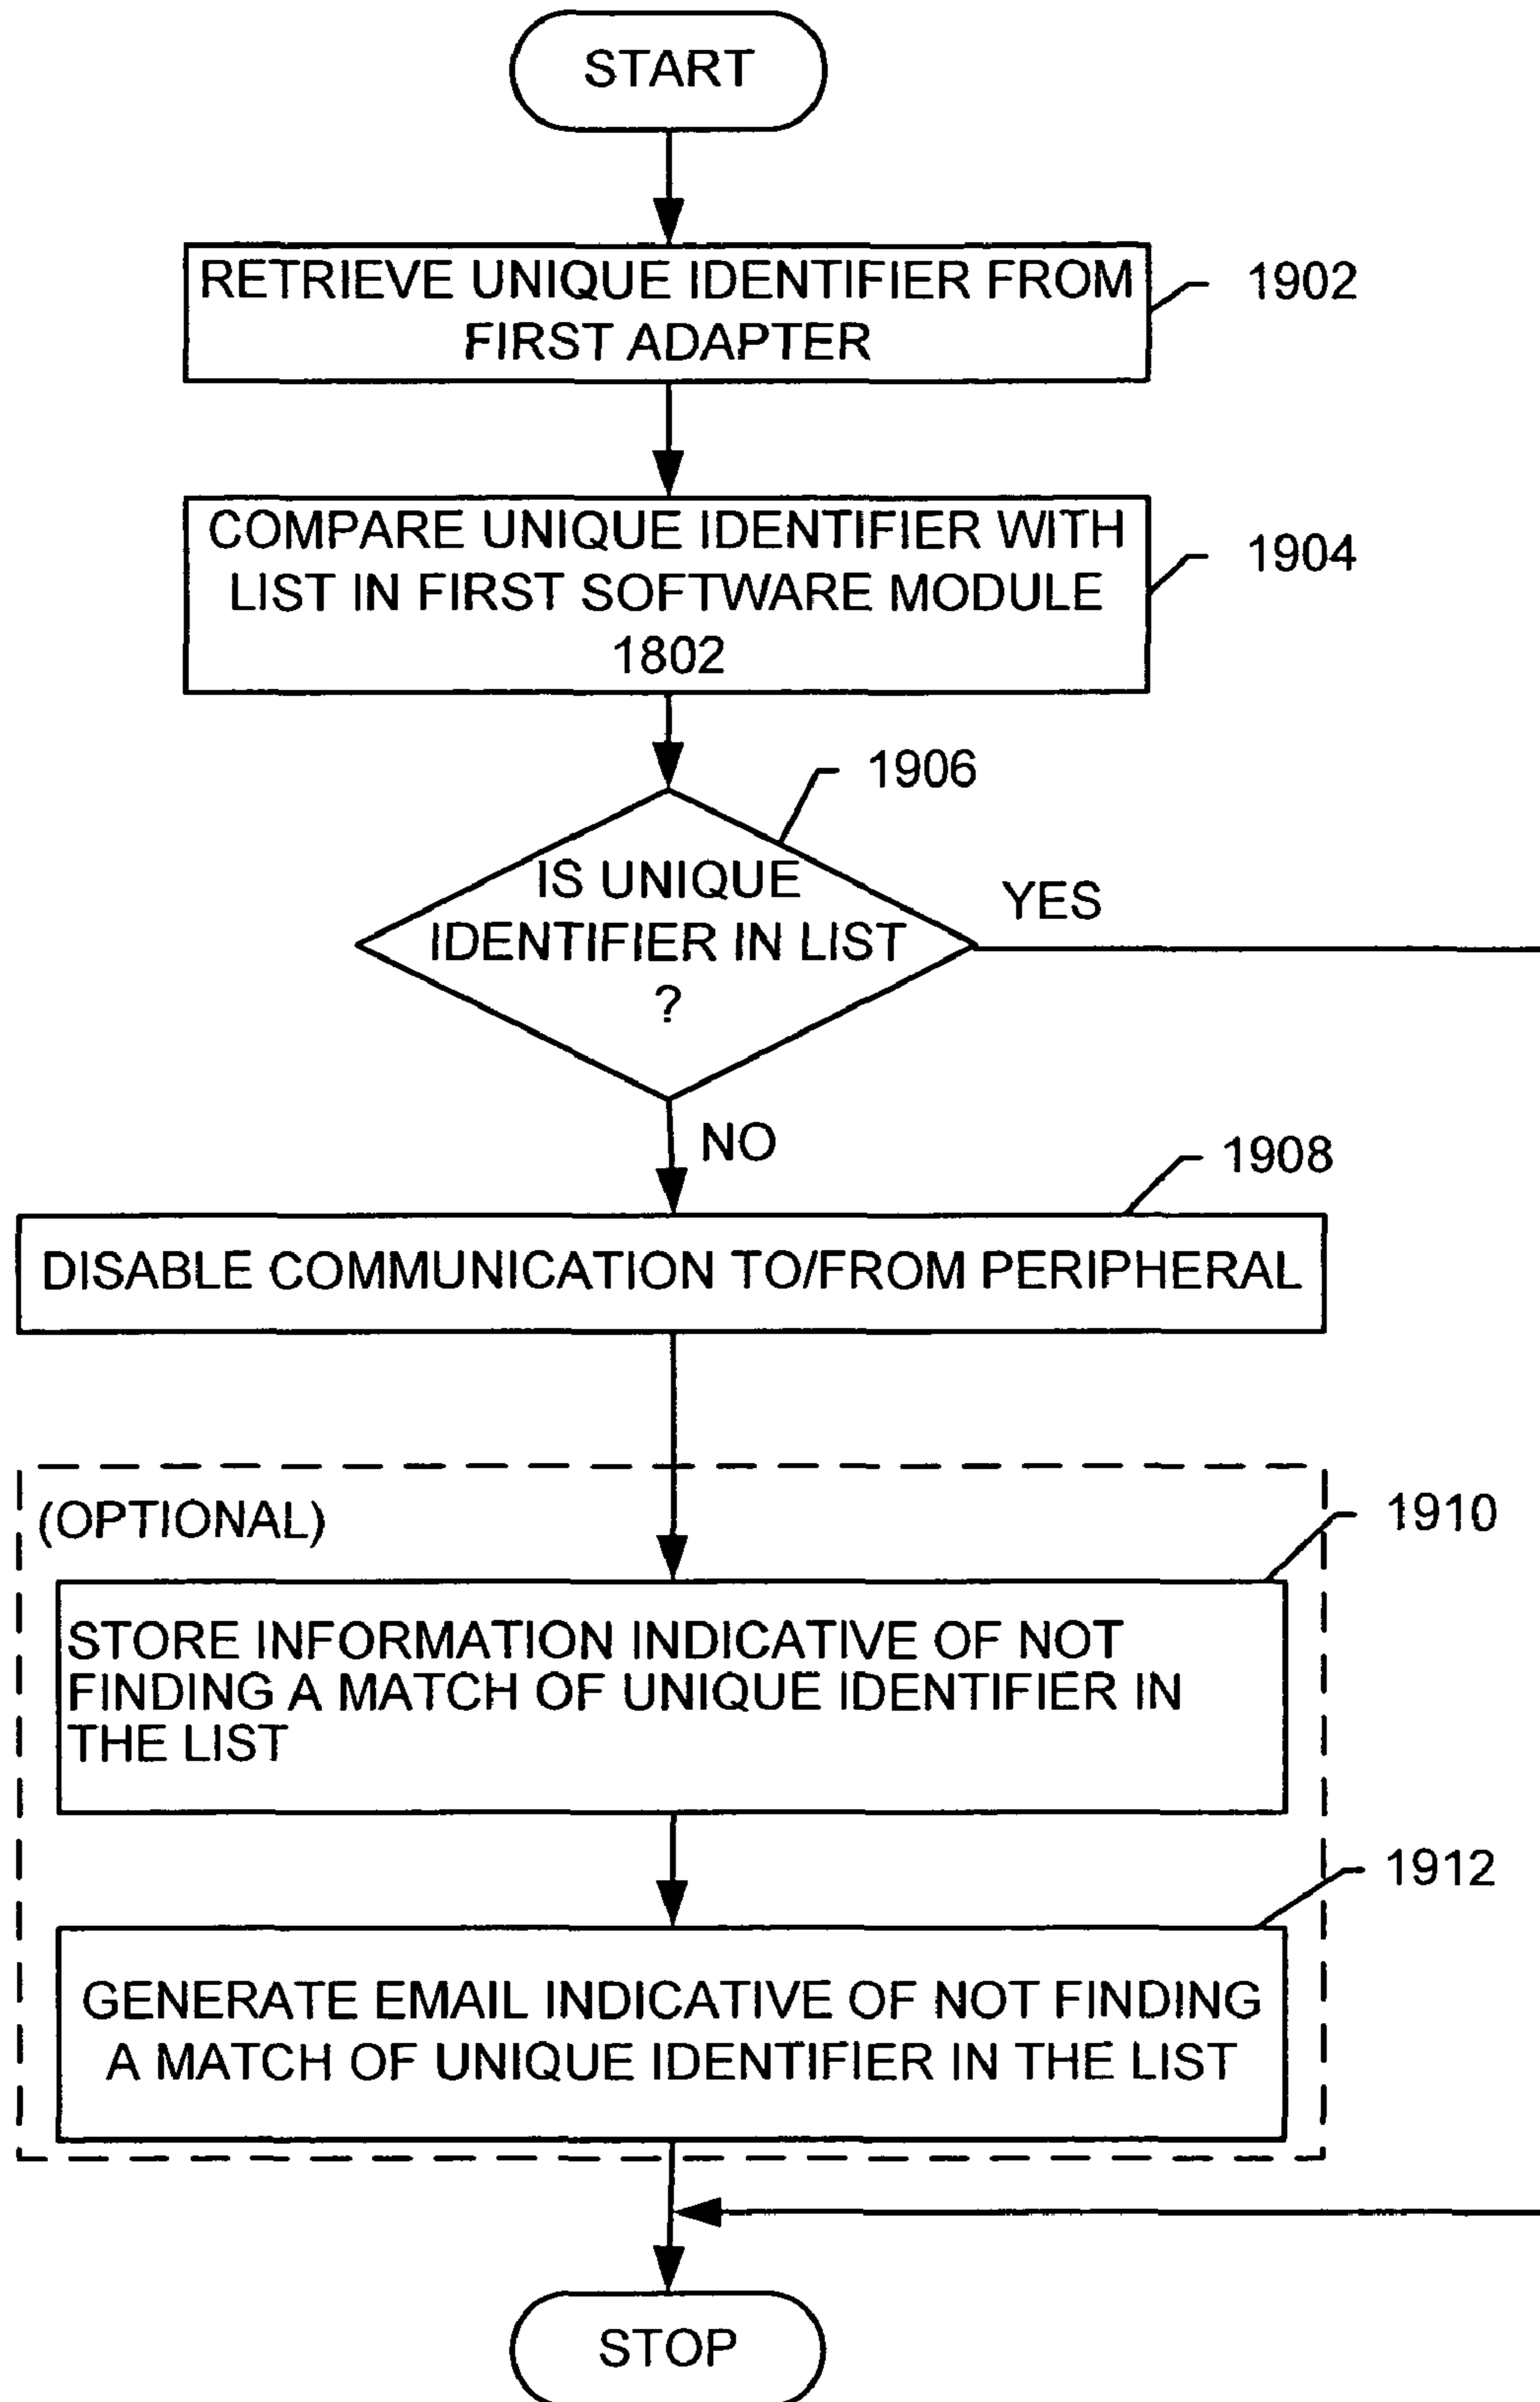 START
RETRIEVE UNIQUE IDENTIFIER FROM
FIRST ADAPTER
1902
COMPARE UNIQUE IDENTIFIER WITH
LIST IN FIRST SOFTWARE MODULE
1802
1904
1906
IS UNIQUE
IDENTIFIER IN LIST
?
YES
NO
1908
DISABLE COMMUNICATION TO/FROM PERIPHERAL
(OPTIONAL)
1910
STORE INFORMATION INDICATIVE OF NOT
FINDING A MATCH OF UNIQUE IDENTIFIER IN
THE LIST
1912
GENERATE EMAIL INDICATIVE OF NOT FINDING
A MATCH OF UNIQUE IDENTIFIER IN THE LIST
STOP